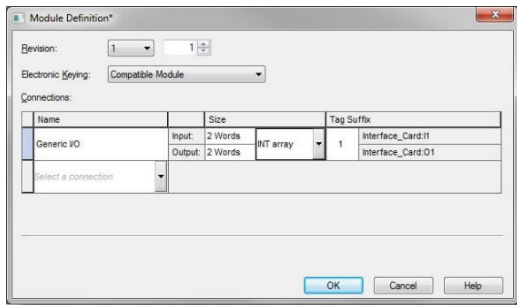 Module Definition*
Revision: 1 1
Electronic Keying: Compatible Module
Connections:
Name Size Tag Suffix
Generic I/O Input: 2 Words INT array 1 Interface_Card:I1
Output: 2 Words Interface_Card:O1
Select a connection
OK Cancel Help